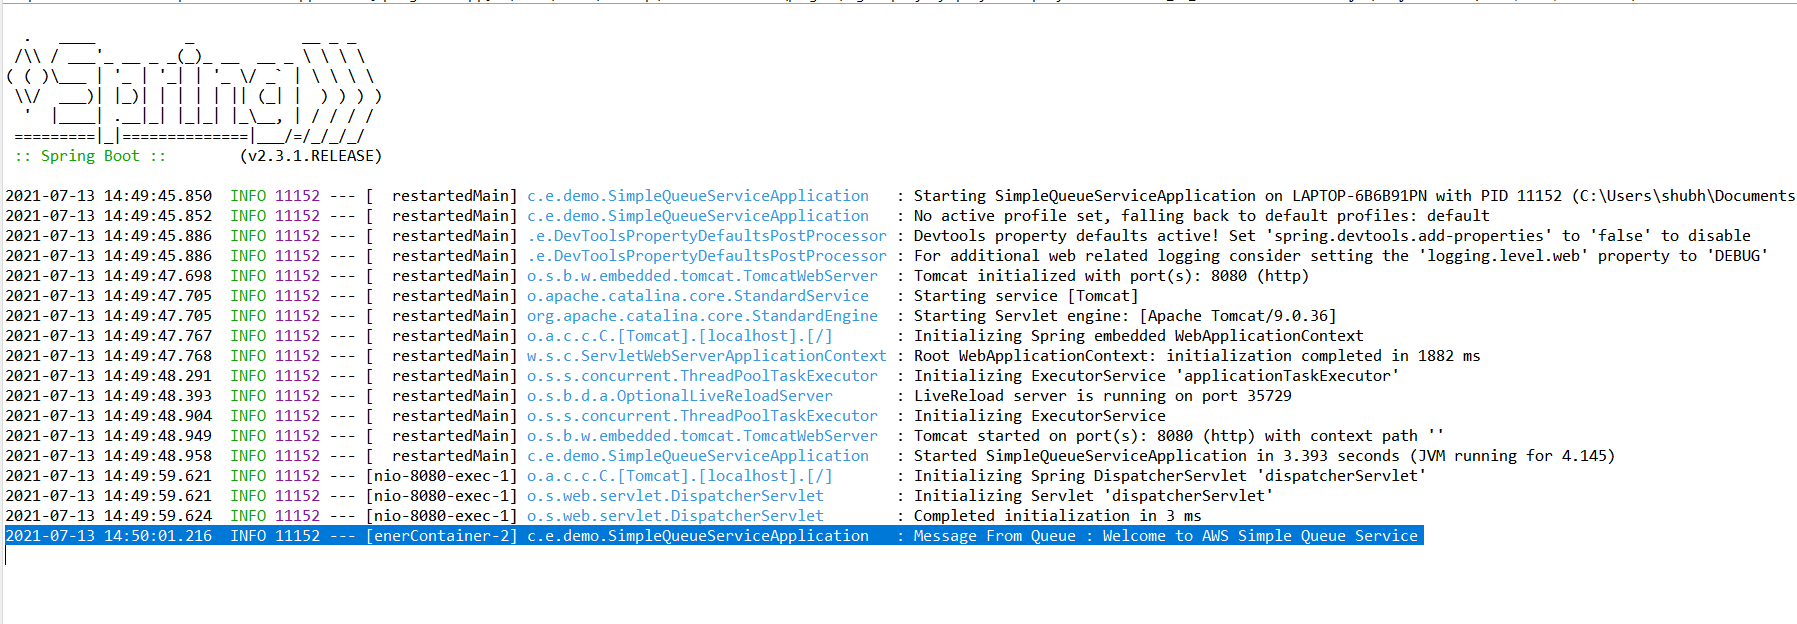 .   ____          _            __ _ _
 /\\ / ___'_ __ _ _(_)_ __  __ _ \ \ \ \
( ( )\___ | '_ | '_| | '_ \/ _` | \ \ \ \
 \\/  ___)| |_)| | | | | || (_| |  ) ) ) )
  '  |____| .__|_| |_|_| |_\__, | / / / /
 =========|_|==============|___/=/_/_/_/
 :: Spring Boot ::        (v2.3.1.RELEASE)
2021-07-13 14:49:45.850  INFO 11152 --- [  restartedMain] c.e.demo.SimpleQueueServiceApplication   : Starting SimpleQueueServiceApplication on LAPTOP-6B6B91PN with PID 11152 (C:\Users\shubh\Documents
2021-07-13 14:49:45.852  INFO 11152 --- [  restartedMain] c.e.demo.SimpleQueueServiceApplication   : No active profile set, falling back to default profiles: default
2021-07-13 14:49:45.886  INFO 11152 --- [  restartedMain] .e.DevToolsPropertyDefaultsPostProcessor : Devtools property defaults active! Set 'spring.devtools.add-properties' to 'false' to disable
2021-07-13 14:49:45.886  INFO 11152 --- [  restartedMain] .e.DevToolsPropertyDefaultsPostProcessor : For additional web related logging consider setting the 'logging.level.web' property to 'DEBUG'
2021-07-13 14:49:47.698  INFO 11152 --- [  restartedMain] o.s.b.w.embedded.tomcat.TomcatWebServer  : Tomcat initialized with port(s): 8080 (http)
2021-07-13 14:49:47.705  INFO 11152 --- [  restartedMain] o.apache.catalina.core.StandardService   : Starting service [Tomcat]
2021-07-13 14:49:47.705  INFO 11152 --- [  restartedMain] org.apache.catalina.core.StandardEngine  : Starting Servlet engine: [Apache Tomcat/9.0.36]
2021-07-13 14:49:47.767  INFO 11152 --- [  restartedMain] o.a.c.c.C.[Tomcat].[localhost].[/]       : Initializing Spring embedded WebApplicationContext
2021-07-13 14:49:47.768  INFO 11152 --- [  restartedMain] w.s.c.ServletWebServerApplicationContext : Root WebApplicationContext: initialization completed in 1882 ms
2021-07-13 14:49:48.291  INFO 11152 --- [  restartedMain] o.s.s.concurrent.ThreadPoolTaskExecutor  : Initializing ExecutorService 'applicationTaskExecutor'
2021-07-13 14:49:48.393  INFO 11152 --- [  restartedMain] o.s.b.d.a.OptionalLiveReloadServer       : LiveReload server is running on port 35729
2021-07-13 14:49:48.904  INFO 11152 --- [  restartedMain] o.s.s.concurrent.ThreadPoolTaskExecutor  : Initializing ExecutorService
2021-07-13 14:49:48.949  INFO 11152 --- [  restartedMain] o.s.b.w.embedded.tomcat.TomcatWebServer  : Tomcat started on port(s): 8080 (http) with context path ''
2021-07-13 14:49:48.958  INFO 11152 --- [  restartedMain] c.e.demo.SimpleQueueServiceApplication   : Started SimpleQueueServiceApplication in 3.393 seconds (JVM running for 4.145)
2021-07-13 14:49:59.621  INFO 11152 --- [nio-8080-exec-1] o.a.c.c.C.[Tomcat].[localhost].[/]       : Initializing Spring DispatcherServlet 'dispatcherServlet'
2021-07-13 14:49:59.621  INFO 11152 --- [nio-8080-exec-1] o.s.web.servlet.DispatcherServlet        : Initializing Servlet 'dispatcherServlet'
2021-07-13 14:49:59.624  INFO 11152 --- [nio-8080-exec-1] o.s.web.servlet.DispatcherServlet        : Completed initialization in 3 ms
2021-07-13 14:50:01.216  INFO 11152 --- [enerContainer-2] c.e.demo.SimpleQueueServiceApplication   : Message From Queue : Welcome to AWS Simple Queue Service